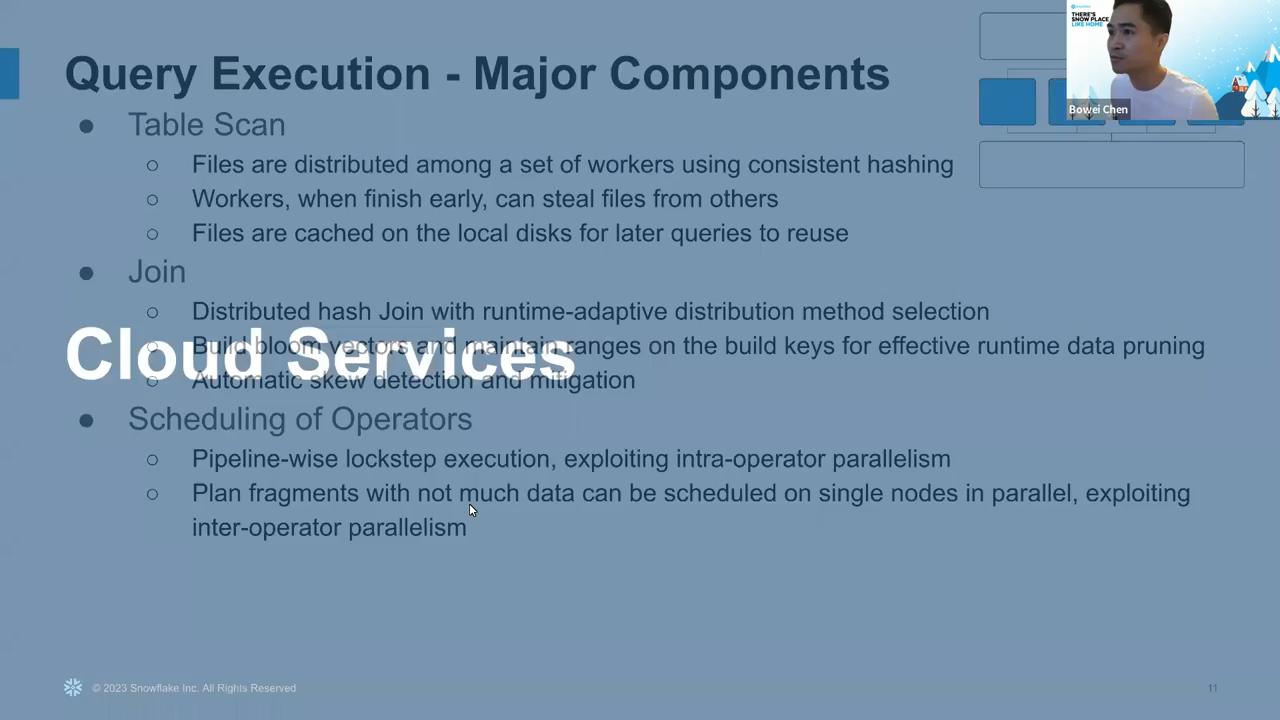 Query Execution - Major Components
● Table Scan
○ Files are distributed among a set of workers using consistent hashing
○ Workers, when finish early, can steal files from others
○ Files are cached on the local disks for later queries to reuse
● Join
○ Distributed hash Join with runtime-adaptive distribution method selection
○ Build bloom vectors and maintain ranges on the build keys for effective runtime data pruning
Cloud Services
○ Automatic skew detection and mitigation
● Scheduling of Operators
○ Pipeline-wise lockstep execution, exploiting intra-operator parallelism
○ Plan fragments with not much data can be scheduled on single nodes in parallel, exploiting
inter-operator parallelism
© 2023 Snowflake Inc. All Rights Reserved
11
THERE'S
SNOW PLACE
LIKE HOME
Bowei Chen